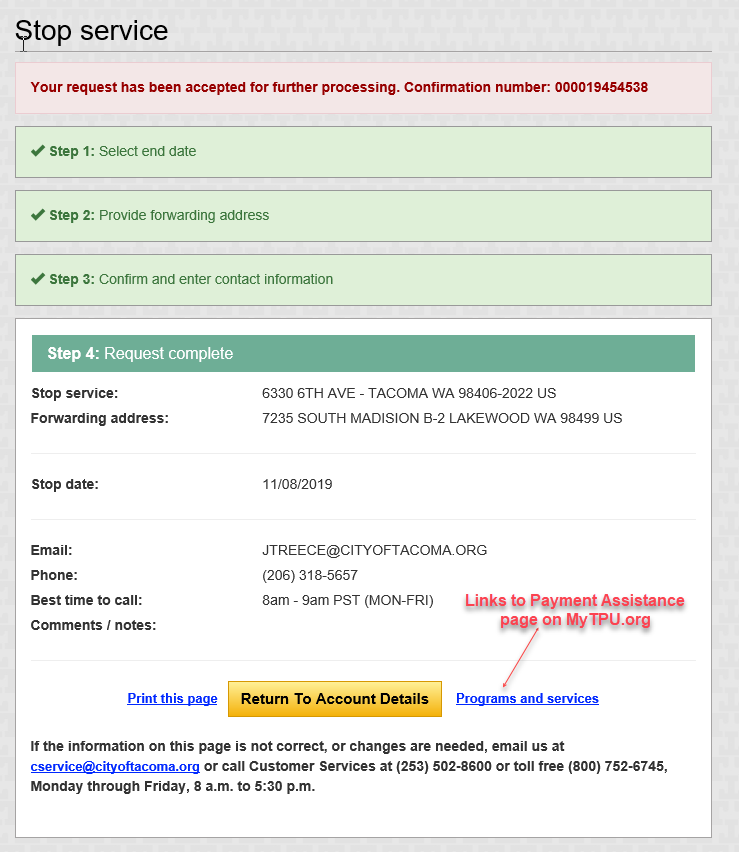 Stop service
Your request has been accepted for further processing. Confirmation number: 000019454538
Step 1: Select end date
Step 2: Provide forwarding address
Step 3: Confirm and enter contact information
Step 4: Request complete
Stop service: 6330 6TH AVE - TACOMA WA 98406-2022 US
Forwarding address: 7235 SOUTH MADISION B-2 LAKEWOOD WA 98499 US
Stop date: 11/08/2019
Email: JTREECE@CITYOFTACOMA.ORG
Phone: (206) 318-5657
Best time to call: 8am - 9am PST (MON-FRI)
Comments / notes:
Links to Payment Assistance
page on MyTPU.org
Print this page Return To Account Details Programs and services
If the information on this page is not correct, or changes are needed, email us at
cservice@cityoftacoma.org or call Customer Services at (253) 502-8600 or toll free (800) 752-6745,
Monday through Friday, 8 a.m. to 5:30 p.m.